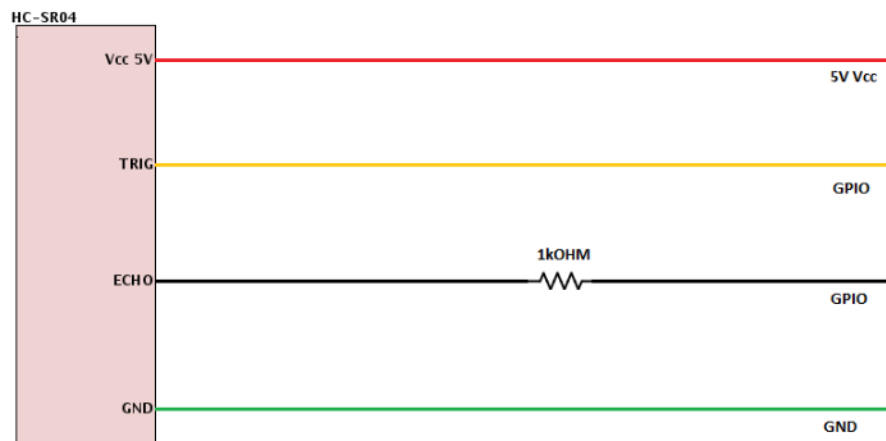 HC-SR04
Vcc 5V
5V Vcc
TRIG
GPIO
1kOHM
ECHO
GPIO
GND
GND